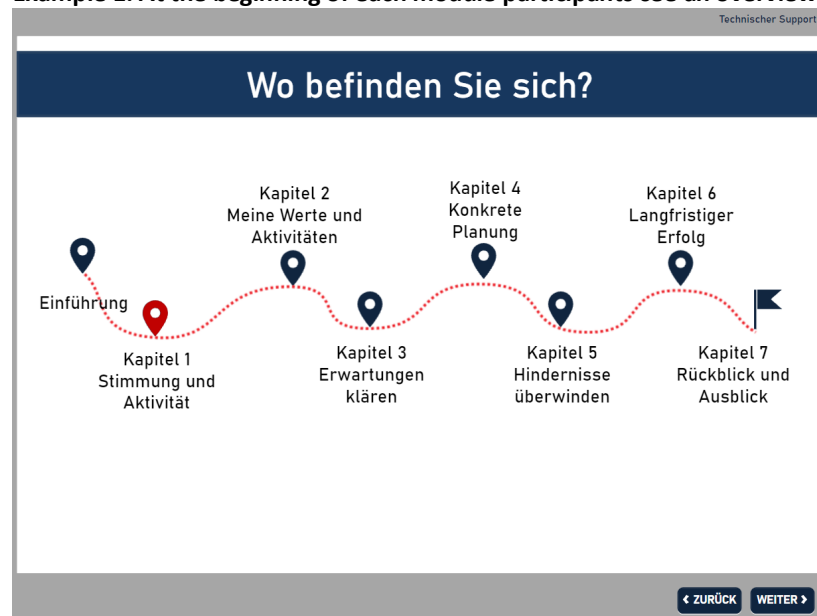 Example 1: At the beginning of each module participants see an overview
Technischer Support
Wo befinden Sie sich?
Einführung
Kapitel 1
Stimmung und
Aktivität
Kapitel 2
Meine Werte und
Aktivitäten
Kapitel 3
Erwartungen
klären
Kapitel 4
Konkrete
Planung
Kapitel 5
Hindernisse
überwinden
Kapitel 6
Langfristiger
Erfolg
Kapitel 7
Rückblick und
Ausblick
‹ ZURÜCK
WEITER ›